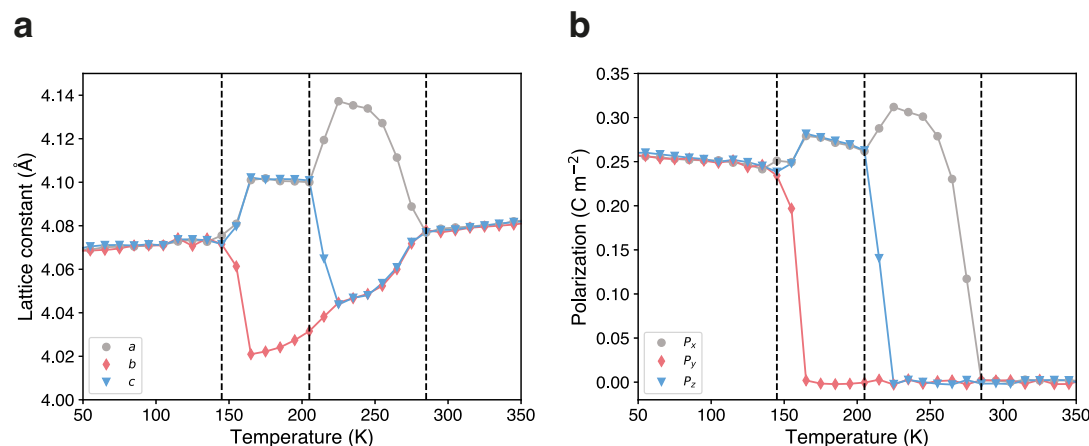 a
4.14
4.12
4.10
4.08
4.06
4.04
4.02
4.00
Lattice constant (Å)
a
b
c
50 100 150 200 250 300 350
Temperature (K)
b
0.35
0.30
0.25
0.20
0.15
0.10
0.05
0.00
Polarization (C m⁻²)
Pₓ
Pᵧ
P_z
50 100 150 200 250 300 350
Temperature (K)